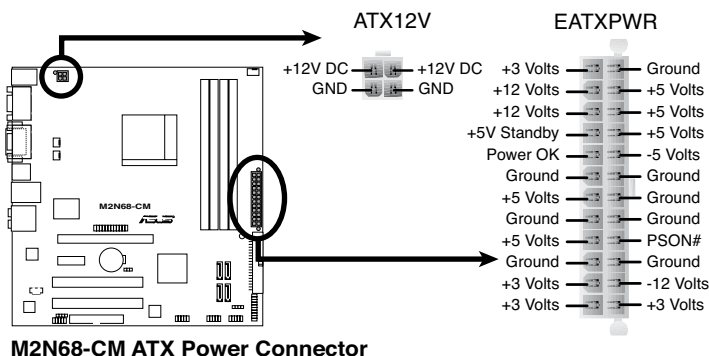 ATX12V
EATXPWR
+12V DC +12V DC
GND GND
+3 Volts Ground
+12 Volts +5 Volts
+12 Volts +5 Volts
+5V Standby +5 Volts
Power OK -5 Volts
Ground Ground
+5 Volts Ground
Ground Ground
+5 Volts PSON#
Ground Ground
+3 Volts -12 Volts
+3 Volts +3 Volts
M2N68-CM
ASUS
M2N68-CM ATX Power Connector